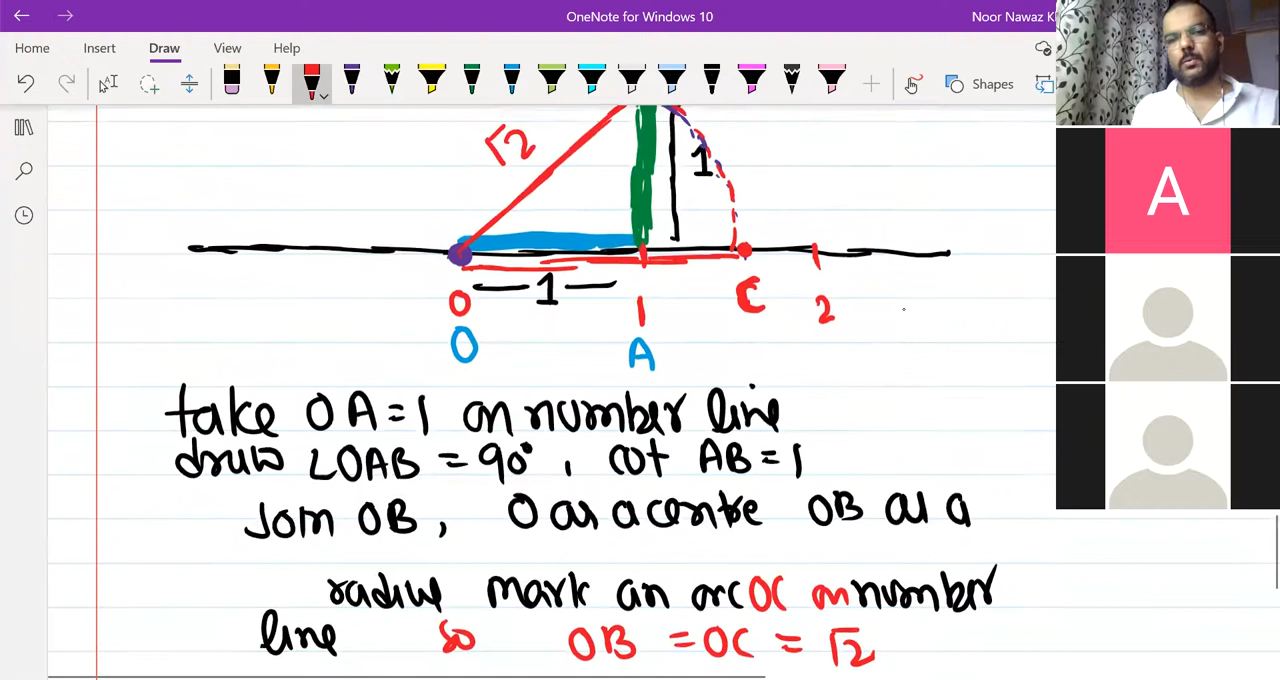 OneNote for Windows 10
Noor Nawaz K
Home Insert Draw View Help
Shapes
√2
1
A
1
0 1 C 2
O A
take OA=1 on number line
draw ∠OAB = 90°, cot AB=1
Join OB, O as a centre OB as a
radius mark an arc OC on number
line so OB = OC = √2